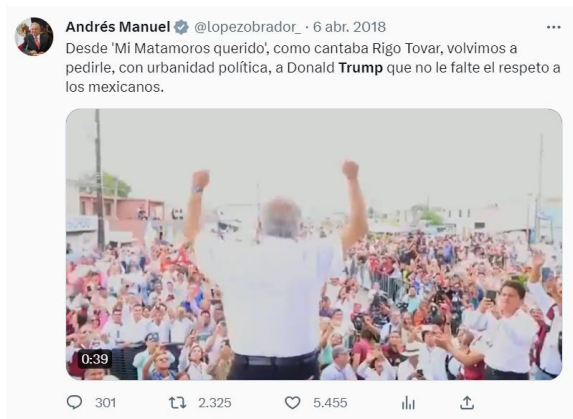 Andrés Manuel @lopezobrador_ · 6 abr. 2018
Desde 'Mi Matamoros querido', como cantaba Rigo Tovar, volvimos a
pedirle, con urbanidad política, a Donald Trump que no le falte el respeto a
los mexicanos.
0:39
301 2.325 5.455